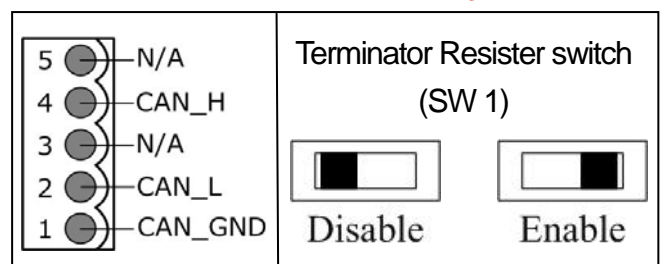 5 N/A
4 CAN_H
3 N/A
2 CAN_L
1 CAN_GND
Terminator Resister switch
(SW 1)
Disable Enable